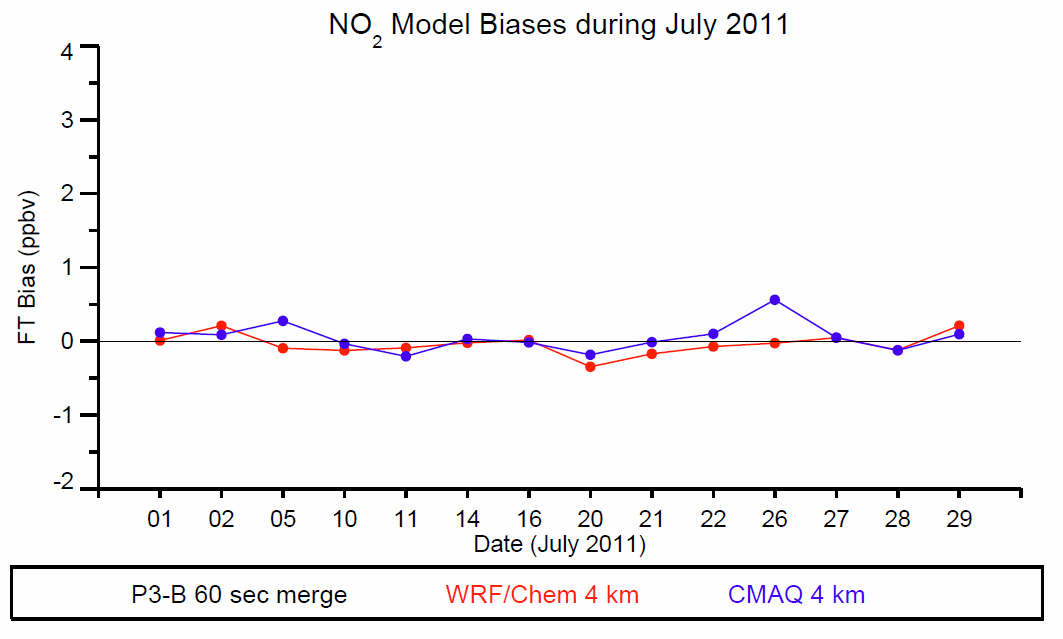 NO2 Model Biases during July 2011
FT Bias (ppbv)
4
3
2
1
0
-1
-2
01 02 05 10 11 14 16 20 21 22 26 27 28 29
Date (July 2011)
P3-B 60 sec merge WRF/Chem 4 km CMAQ 4 km